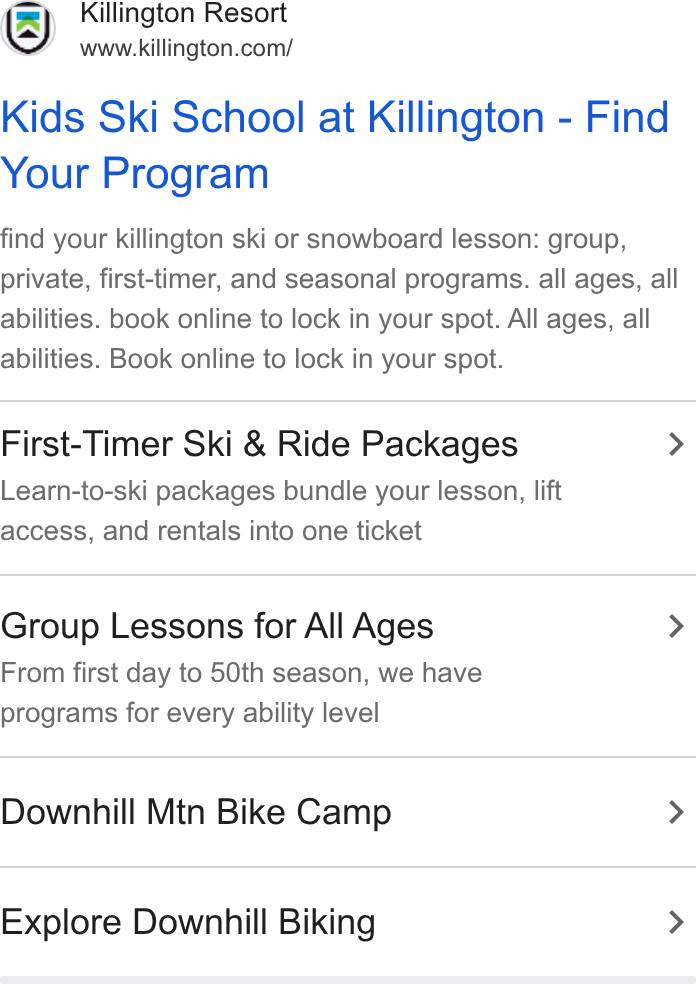 Killington Resort
www.killington.com/
Kids Ski School at Killington - Find
Your Program
find your killington ski or snowboard lesson: group,
private, first-timer, and seasonal programs. all ages, all
abilities. book online to lock in your spot. All ages, all
abilities. Book online to lock in your spot.
First-Timer Ski & Ride Packages
Learn-to-ski packages bundle your lesson, lift
access, and rentals into one ticket
Group Lessons for All Ages
From first day to 50th season, we have
programs for every ability level
Downhill Mtn Bike Camp
Explore Downhill Biking